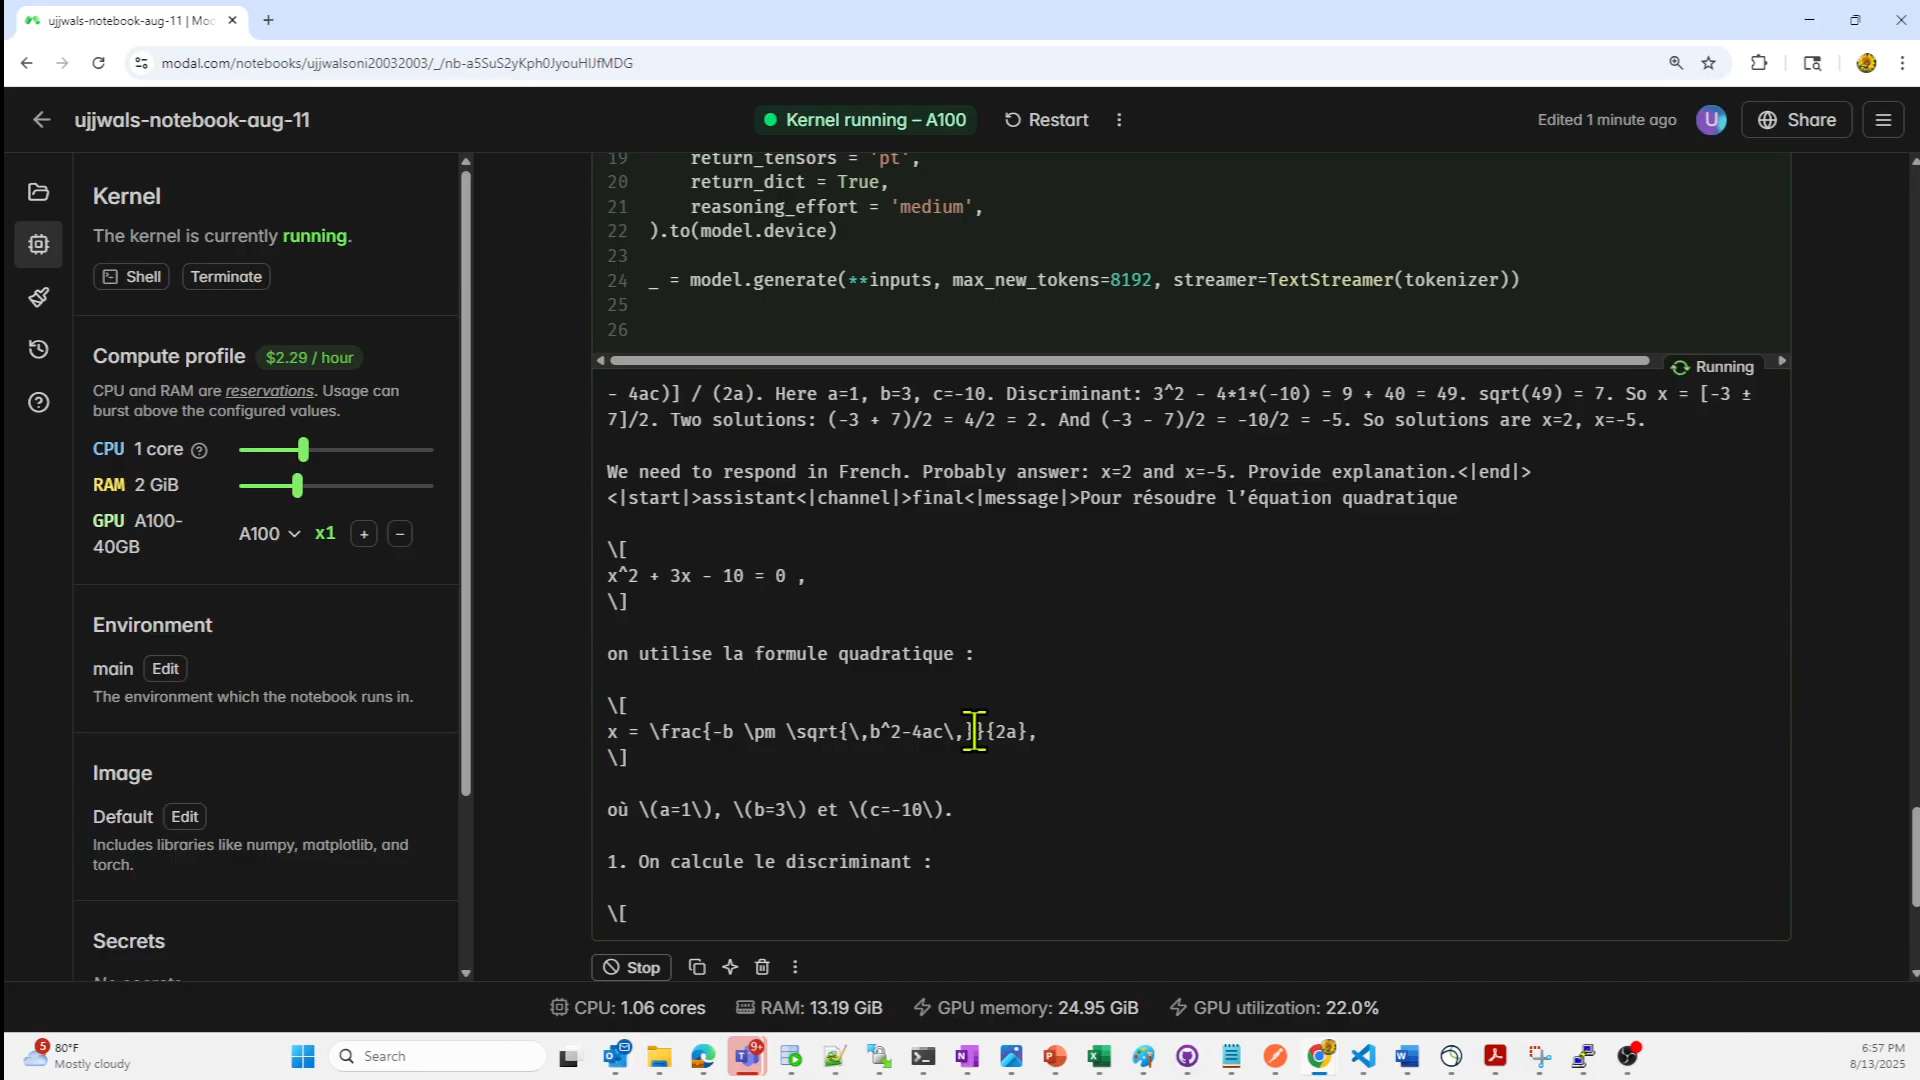 ujjwals-notebook-aug-11 | Mod
modal.com/notebooks/ujjwalsoni20032003/_/nb-a5SuS2yKph0JyouHIJfMDG
ujjwals-notebook-aug-11
Kernel running – A100
Restart
Edited 1 minute ago
U
Share
Kernel
The kernel is currently running.
Shell
Terminate
Compute profile
$2.29 / hour
CPU and RAM are reservations. Usage can
burst above the configured values.
CPU 1 core
RAM 2 GiB
GPU A100-
40GB
A100
x1
+
−
Environment
main
Edit
The environment which the notebook runs in.
Image
Default
Edit
Includes libraries like numpy, matplotlib, and
torch.
Secrets
19 return_tensors = 'pt',
20 return_dict = True,
21 reasoning_effort = 'medium',
22 ).to(model.device)
23
24 _ = model.generate(**inputs, max_new_tokens=8192, streamer=TextStreamer(tokenizer))
25
26
Running
- 4ac)] / (2a). Here a=1, b=3, c=-10. Discriminant: 3^2 - 4*1*(-10) = 9 + 40 = 49. sqrt(49) = 7. So x = [-3 ±
7]/2. Two solutions: (-3 + 7)/2 = 4/2 = 2. And (-3 - 7)/2 = -10/2 = -5. So solutions are x=2, x=-5.
We need to respond in French. Probably answer: x=2 and x=-5. Provide explanation.<|end|>
<|start|>assistant<|channel|>final<|message|>Pour résoudre l’équation quadratique
\[
x^2 + 3x - 10 = 0 ,
\]
on utilise la formule quadratique :
\[
x = \frac{-b \pm \sqrt{\,b^2-4ac\,}}{2a},
\]
où \(a=1\), \(b=3\) et \(c=-10\).
1. On calcule le discriminant :
\[
Stop
CPU: 1.06 cores
RAM: 13.19 GiB
GPU memory: 24.95 GiB
GPU utilization: 22.0%
5
80°F
Mostly cloudy
Search
9+
6:57 PM
8/13/2025